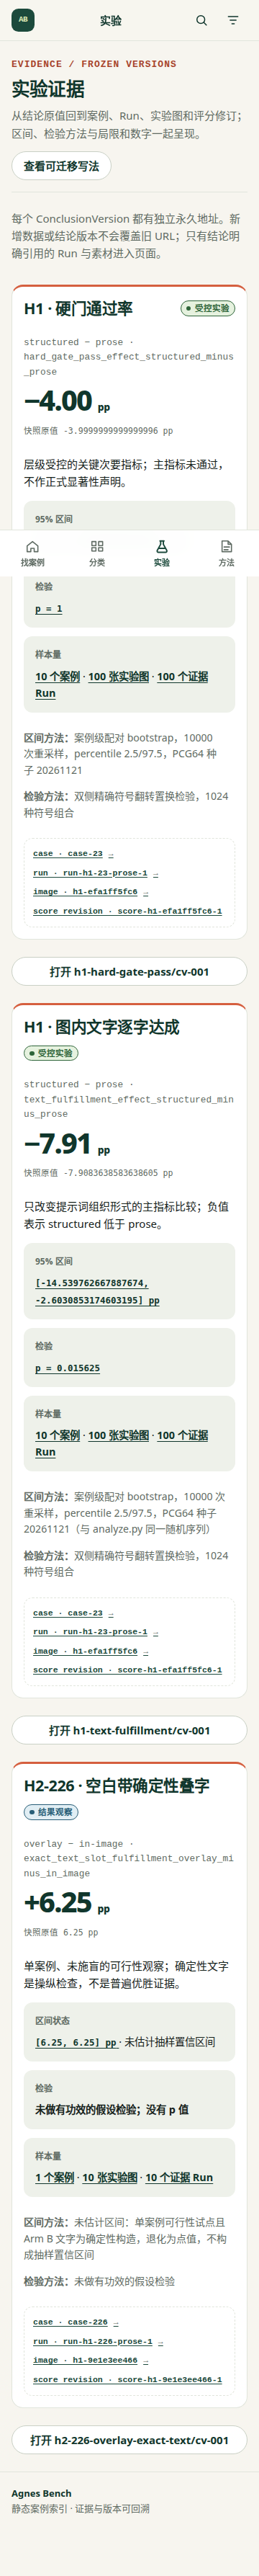 AB
实验
EVIDENCE / FROZEN VERSIONS
实验证据
从结论原值回到案例、Run、实验图和评分修订；
区间、检验方法与局限和数字一起呈现。
查看可迁移写法
每个 ConclusionVersion 都有独立永久地址。新
增数据或结论版本不会覆盖旧 URL；只有结论明
确引用的 Run 与素材进入页面。
H1 · 硬门通过率
受控实验
structured − prose ·
hard_gate_pass_effect_structured_minus
_prose
−4.00 pp
快照原值 -3.9999999999999996 pp
层级受控的关键次要指标；主指标未通过，
不作正式显著性声明。
95% 区间
找案例
分类
实验
方法
检验
p = 1
样本量
10 个案例 · 100 张实验图 · 100 个证据
Run
区间方法：案例级配对 bootstrap，10000
次重采样，percentile 2.5/97.5，PCG64 种
子 20261121
检验方法：双侧精确符号翻转置换检验，1024
种符号组合
case · case-23 →
run · run-h1-23-prose-1 →
image · h1-efa1ff5fc6 →
score revision · score-h1-efa1ff5fc6-1
打开 h1-hard-gate-pass/cv-001
H1 · 图内文字逐字达成
受控实验
structured − prose ·
text_fulfillment_effect_structured_min
us_prose
−7.91 pp
快照原值 -7.9083638583638605 pp
只改变提示词组织形式的主指标比较；负值
表示 structured 低于 prose。
95% 区间
[-14.539762667887674,
-2.6030853174603195] pp
检验
p = 0.015625
样本量
10 个案例 · 100 张实验图 · 100 个证据
Run
区间方法：案例级配对 bootstrap，10000 次
重采样，percentile 2.5/97.5，PCG64 种子
20261121（与 analyze.py 同一随机序列）
检验方法：双侧精确符号翻转置换检验，1024
种符号组合
case · case-23 →
run · run-h1-23-prose-1 →
image · h1-efa1ff5fc6 →
score revision · score-h1-efa1ff5fc6-1
打开 h1-text-fulfillment/cv-001
H2-226 · 空白带确定性叠字
结果观察
overlay − in-image ·
exact_text_slot_fulfillment_overlay_mi
nus_in_image
+6.25 pp
快照原值 6.25 pp
单案例、未施盲的可行性观察；确定性文字
是操纵检查，不是普遍优胜证据。
区间状态
[6.25, 6.25] pp · 未估计抽样置信区间
检验
未做有功效的假设检验；没有 p 值
样本量
1 个案例 · 10 张实验图 · 10 个证据 Run
区间方法：未估计区间：单案例可行性试点且
Arm B 文字为确定性构造，退化为点值，不构
成抽样置信区间
检验方法：未做有功效的假设检验
case · case-226 →
run · run-h1-226-prose-1 →
image · h1-9e1e3ee466 →
score revision · score-h1-9e1e3ee466-1
打开 h2-226-overlay-exact-text/cv-001
Agnes Bench
静态案例索引 · 证据与版本可回溯